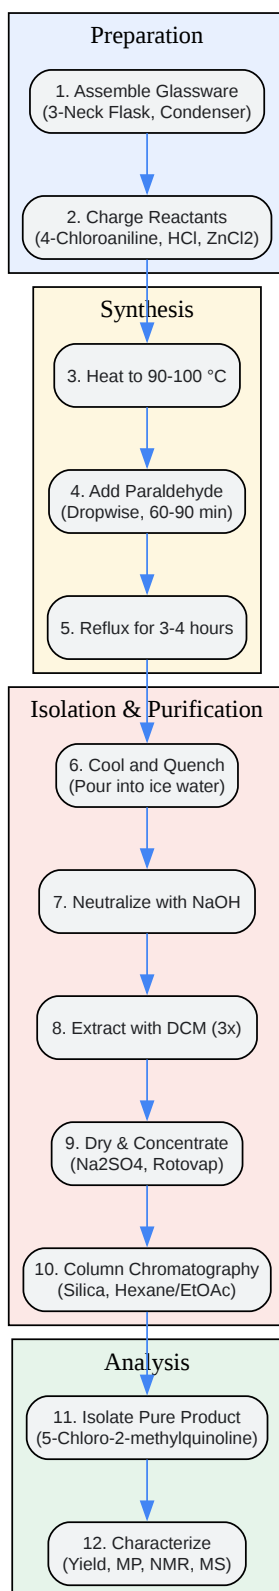 Preparation
1. Assemble Glassware
(3-Neck Flask, Condenser)
2. Charge Reactants
(4-Chloroaniline, HCl, ZnCl2)
Synthesis
3. Heat to 90-100 °C
4. Add Paraldehyde
(Dropwise, 60-90 min)
5. Reflux for 3-4 hours
Isolation & Purification
6. Cool and Quench
(Pour into ice water)
7. Neutralize with NaOH
8. Extract with DCM (3x)
9. Dry & Concentrate
(Na2SO4, Rotovap)
10. Column Chromatography
(Silica, Hexane/EtOAc)
Analysis
11. Isolate Pure Product
(5-Chloro-2-methylquinoline)
12. Characterize
(Yield, MP, NMR, MS)